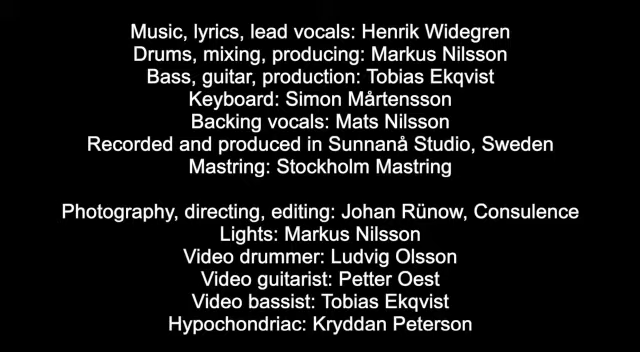 Music, lyrics, lead vocals: Henrik Widegren
Drums, mixing, producing: Markus Nilsson
Bass, guitar, production: Tobias Ekqvist
Keyboard: Simon Mårtensson
Backing vocals: Mats Nilsson
Recorded and produced in Sunnanå Studio, Sweden
Mastring: Stockholm Mastring
Photography, directing, editing: Johan Rünow, Consulence
Lights: Markus Nilsson
Video drummer: Ludvig Olsson
Video guitarist: Petter Oest
Video bassist: Tobias Ekqvist
Hypochondriac: Kryddan Peterson